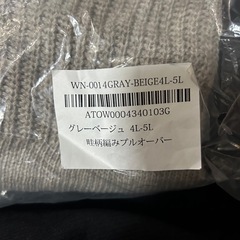 WN-0014GRAY-BEIGE4L-5L
ATOW0004340103G
グレーベージュ 4L-5L
畦柄編みプルオーバー